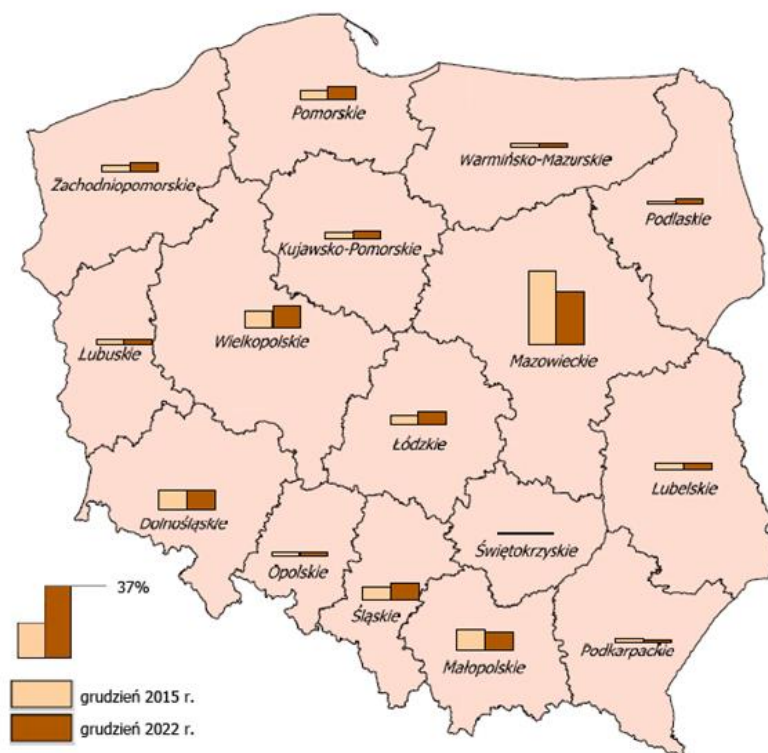 Pomorskie
Warmińsko-Mazurskie
Zachodniopomorskie
Podlaskie
Kujawsko-Pomorskie
Wielkopolskie
Lubuskie
Mazowieckie
Łódzkie
Lubelskie
Dolnośląskie
Świętokrzyskie
Opolskie
Śląskie
Podkarpackie
Małopolskie
37%
grudzień 2015 r.
grudzień 2022 r.